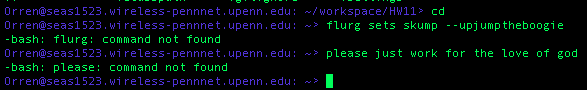 Orren@seas1523.wireless-pennnet.upenn.edu: ~/workspace/HW11> cd
Orren@seas1523.wireless-pennnet.upenn.edu: ~> flurg sets skump --upjumptheboogie
-bash: flurg: command not found
Orren@seas1523.wireless-pennnet.upenn.edu: ~> please just work for the love of god
-bash: please: command not found
Orren@seas1523.wireless-pennnet.upenn.edu: ~>